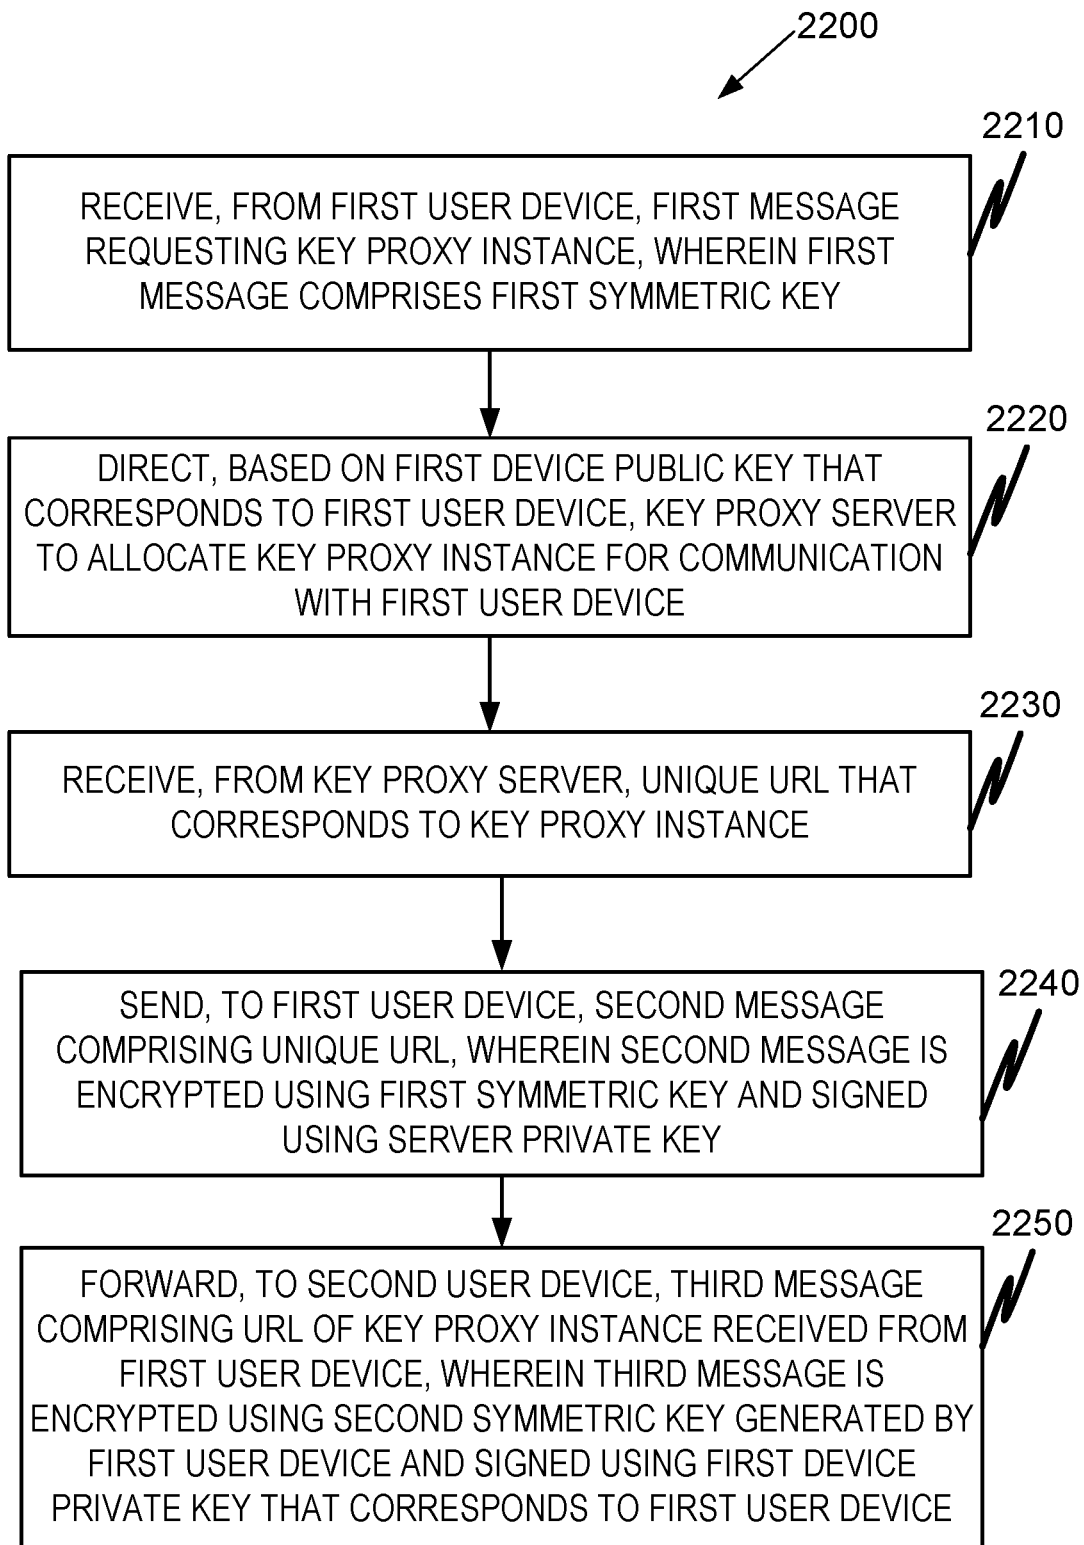 2200
2210
RECEIVE, FROM FIRST USER DEVICE, FIRST MESSAGE
REQUESTING KEY PROXY INSTANCE, WHEREIN FIRST
MESSAGE COMPRISES FIRST SYMMETRIC KEY
2220
DIRECT, BASED ON FIRST DEVICE PUBLIC KEY THAT
CORRESPONDS TO FIRST USER DEVICE, KEY PROXY SERVER
TO ALLOCATE KEY PROXY INSTANCE FOR COMMUNICATION
WITH FIRST USER DEVICE
2230
RECEIVE, FROM KEY PROXY SERVER, UNIQUE URL THAT
CORRESPONDS TO KEY PROXY INSTANCE
2240
SEND, TO FIRST USER DEVICE, SECOND MESSAGE
COMPRISING UNIQUE URL, WHEREIN SECOND MESSAGE IS
ENCRYPTED USING FIRST SYMMETRIC KEY AND SIGNED
USING SERVER PRIVATE KEY
2250
FORWARD, TO SECOND USER DEVICE, THIRD MESSAGE
COMPRISING URL OF KEY PROXY INSTANCE RECEIVED FROM
FIRST USER DEVICE, WHEREIN THIRD MESSAGE IS
ENCRYPTED USING SECOND SYMMETRIC KEY GENERATED BY
FIRST USER DEVICE AND SIGNED USING FIRST DEVICE
PRIVATE KEY THAT CORRESPONDS TO FIRST USER DEVICE